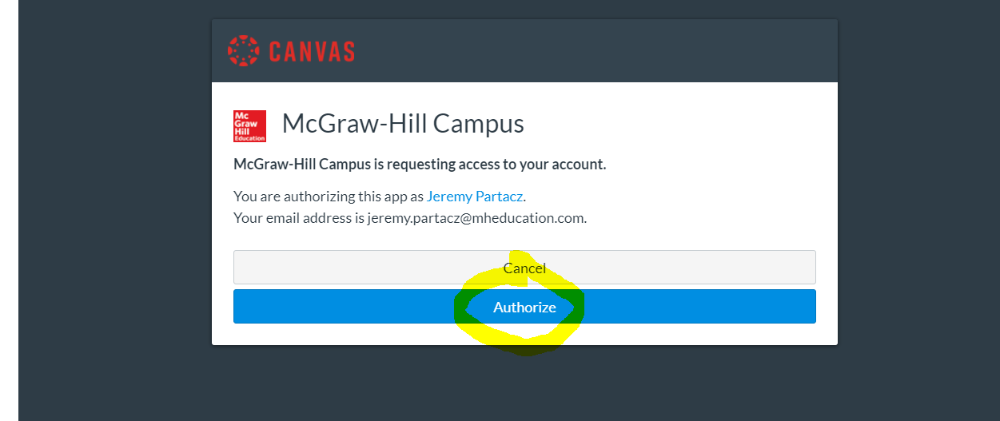 CANVAS
Mc
Graw
Hill
Education
McGraw-Hill Campus
McGraw-Hill Campus is requesting access to your account.
You are authorizing this app as Jeremy Partacz.
Your email address is jeremy.partacz@mheducation.com.
Cancel
Authorize